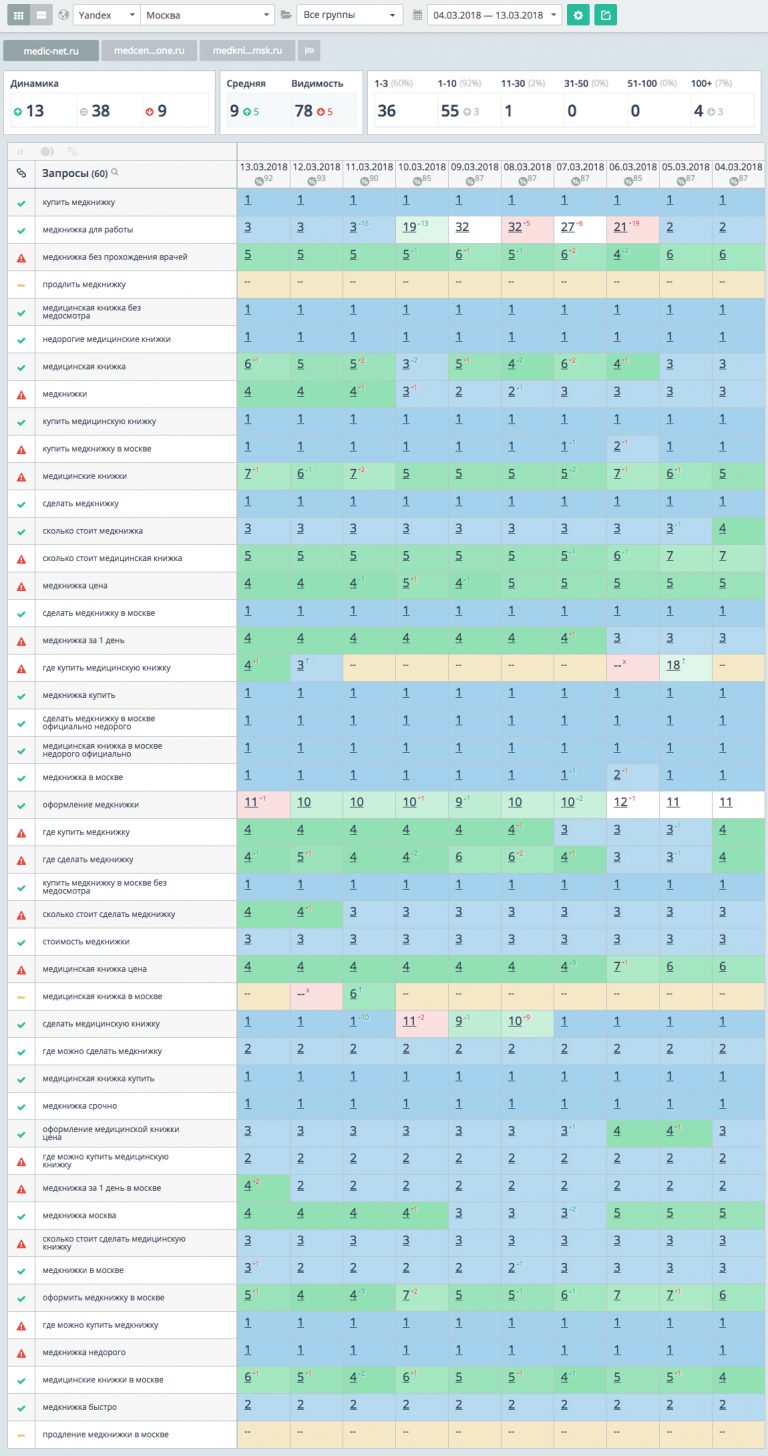 Yandex Москва Все группы 04.03.2018 — 13.03.2018
medic-net.ru medcen...one.ru medkni...msk.ru
Динамика Средняя Видимость 1-3 (60%) 1-10 (92%) 11-30 (2%) 31-50 (0%) 51-100 (0%) 100+ (7%)
13 38 9 9 5 78 5 36 55 3 1 0 0 4 3
Запросы (60) 13.03.2018 12.03.2018 11.03.2018 10.03.2018 09.03.2018 08.03.2018 07.03.2018 06.03.2018 05.03.2018 04.03.2018
92 93 90 85 87 87 87 85 87 87
купить медкнижку 1 1 1 1 1 1 1 1 1 1
медкнижка для работы 3 3 3 -16 19 -13 32 32 +5 27 +6 21 +19 2 2
медкнижка без прохождения врачей 5 5 5 5 -1 6 +1 5 -1 6 +2 4 -2 6 6
продлить медкнижку -- -- -- -- -- -- -- -- -- --
медицинская книжка без
медосмотра 1 1 1 1 1 1 1 1 1 1
недорогие медицинские книжки 1 1 1 1 1 1 1 1 1 1
медицинская книжка 6 +1 5 5 +2 3 -2 5 +1 4 -2 6 +2 4 +1 3 3
медкнижки 4 4 4 +1 3 +1 2 2 -1 3 3 3 3
купить медицинскую книжку 1 1 1 1 1 1 1 1 1 1
купить медкнижку в москве 1 1 1 1 1 1 1 -1 2 +1 1 1
медицинские книжки 7 +1 6 -1 7 +2 5 5 5 5 -2 7 +1 6 +1 5
сделать медкнижку 1 1 1 1 1 1 1 1 1 1
сколько стоит медкнижка 3 3 3 3 3 3 3 3 3 -1 4
сколько стоит медицинская книжка 5 5 5 5 5 5 5 -1 6 -1 7 7
медкнижка цена 4 4 4 -1 5 +1 4 -1 5 5 5 5 5
сделать медкнижку в москве 1 1 1 1 1 1 1 1 1 1
медкнижка за 1 день 4 4 4 4 4 4 4 +1 3 3 3
где купить медицинскую книжку 4 +1 3 ↑ -- -- -- -- -- -- x 18 ↑ --
медкнижка купить 1 1 1 1 1 1 1 1 1 1
сделать медкнижку в москве
официально недорого 1 1 1 1 1 1 1 1 1 1
медицинская книжка в москве
недорого официально 1 1 1 1 1 1 1 1 1 1
медкнижка в москве 1 1 1 1 1 1 1 -1 2 +1 1 1
оформление медкнижки 11 +1 10 10 10 +1 9 -1 10 10 -2 12 +1 11 11
где купить медкнижку 4 4 4 4 4 4 +1 3 3 3 -1 4
где сделать медкнижку 4 -1 5 +1 4 4 -2 6 6 +2 4 +1 3 3 -1 4
купить медкнижку в москве без
медосмотра 1 1 1 1 1 1 1 1 1 1
сколько стоит сделать медкнижку 4 4 +1 3 3 3 3 3 3 3 3
стоимость медкнижки 3 3 3 3 3 3 3 3 3 3
медицинская книжка цена 4 4 4 4 4 4 4 -3 7 +1 6 6
медицинская книжка в москве -- -- x 6 ↑ -- -- -- -- -- -- --
сделать медицинскую книжку 1 1 1 -10 11 +2 9 -1 10 +9 1 1 1 1
где можно сделать медкнижку 2 2 2 2 2 2 2 2 2 2
медицинская книжка купить 1 1 1 1 1 1 1 1 1 1
медкнижка срочно 1 1 1 1 1 1 1 1 1 1
оформление медицинской книжки
цена 3 3 3 3 3 3 3 -1 4 4 +1 3
где можно купить медицинскую
книжку 2 2 2 2 2 2 2 2 2 2
медкнижка за 1 день в москве 4 +2 2 2 2 2 2 2 2 2 2
медкнижка москва 4 4 4 4 +1 3 3 3 -2 5 5 5
сколько стоит сделать медицинскую
книжку 3 3 3 3 3 3 3 3 3 3
медкнижки в москве 3 +1 2 2 2 2 2 -1 3 3 3 3
оформить медкнижку в москве 5 +1 4 4 -3 7 +2 5 5 -1 6 -1 7 7 +1 6
где можно купить медкнижку 1 1 1 1 1 1 1 1 1 1
медкнижка недорого 1 1 1 1 1 1 1 1 1 1
медицинские книжки в москве 6 +1 5 +1 4 -2 6 +1 5 5 +1 4 -1 5 5 +1 4
медкнижка быстро 2 2 2 2 2 2 2 2 2 2
продление медкнижки в москве -- -- -- -- -- -- -- -- -- --